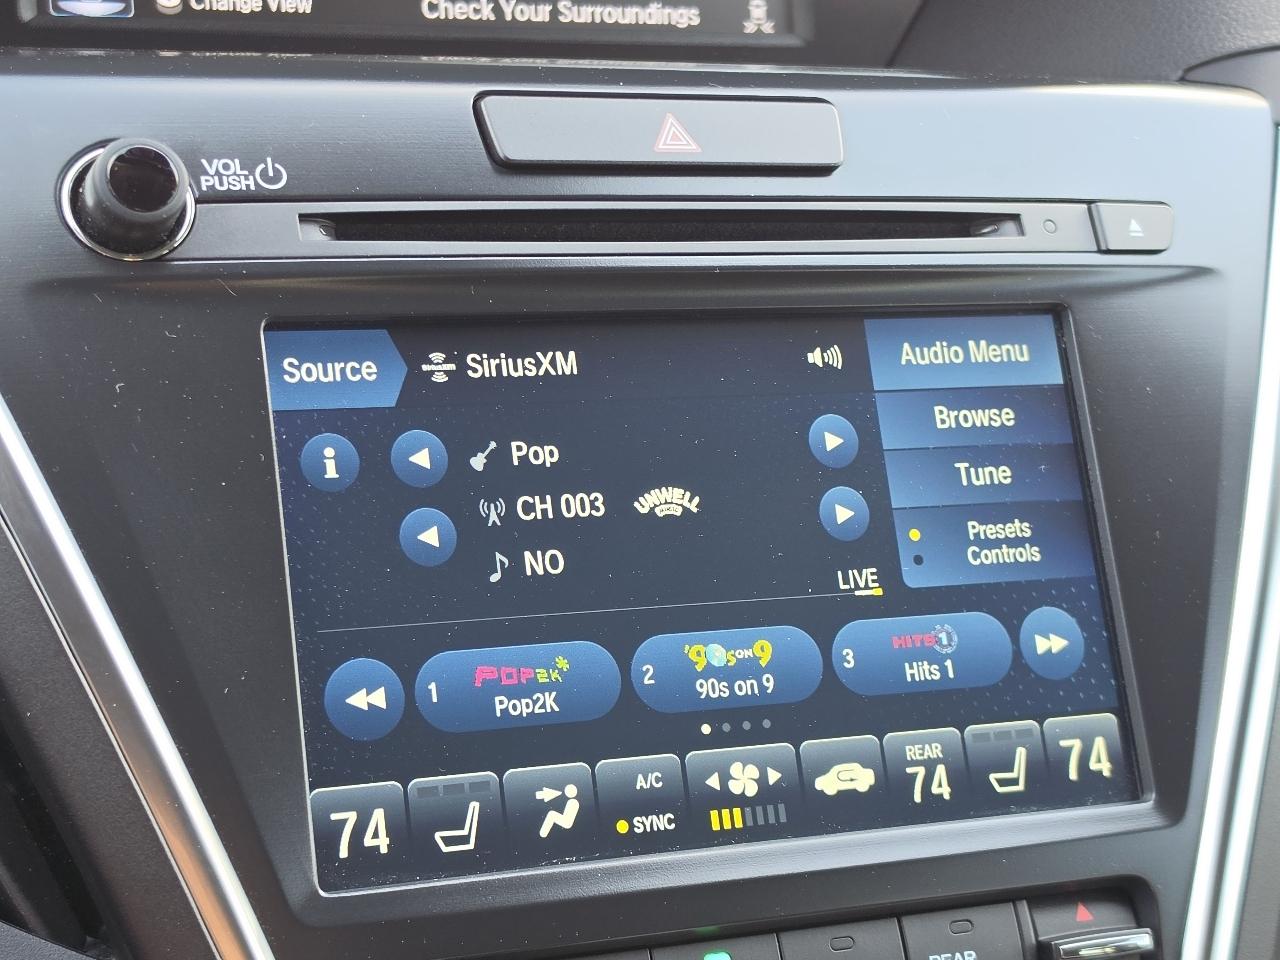 Change View
Check Your Surroundings
VOL
PUSH
Source
SiriusXM
Audio Menu
Browse
Tune
Presets
Controls
Pop
CH 003
UNWELL
MUSIC
NO
LIVE
1
POP2K
Pop2K
2
'90s ON 9
90s on 9
3
HITS 1
Hits 1
74
A/C
SYNC
REAR
74
74
REAR